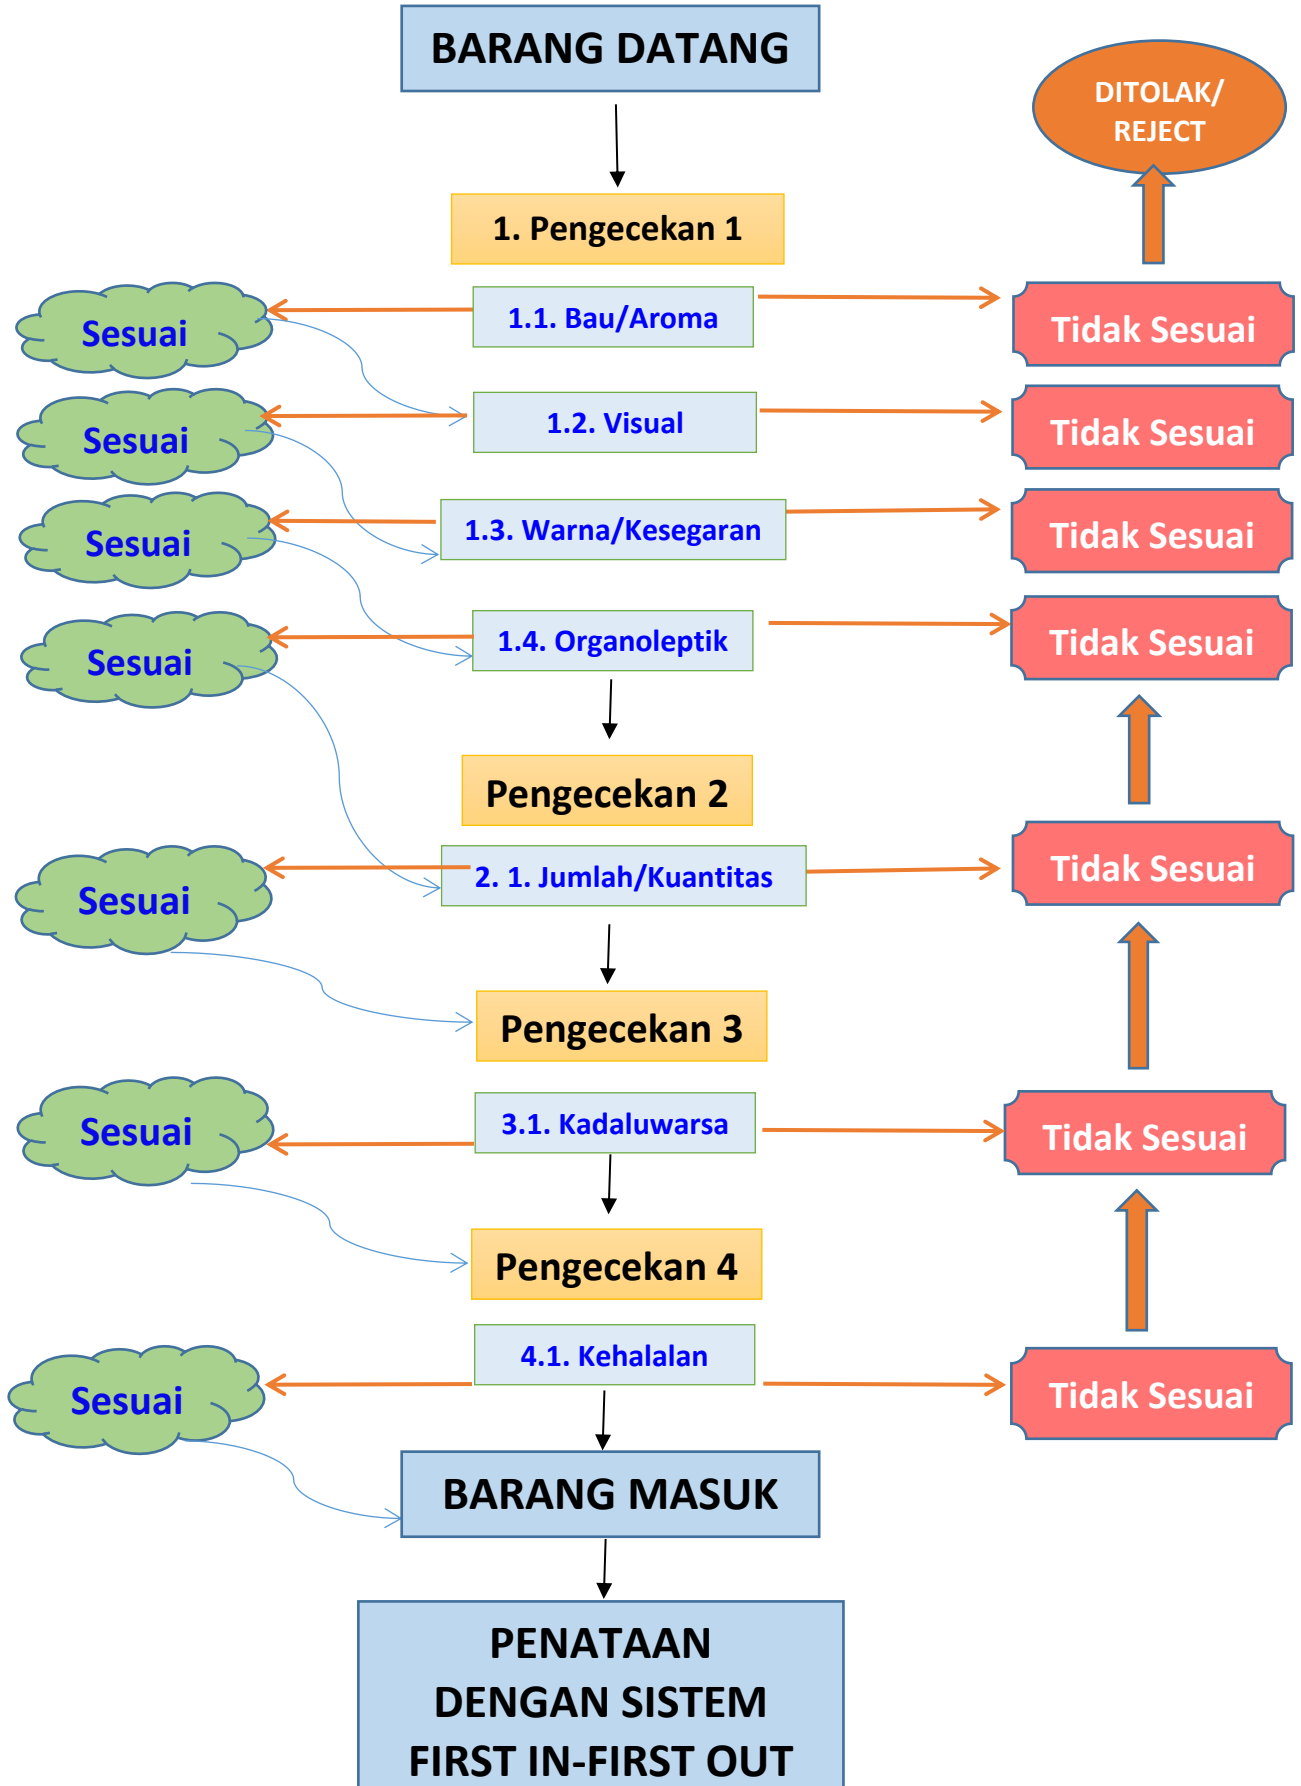 BARANG DATANG
DITOLAK/
REJECT
1. Pengecekan 1
Sesuai
1.1. Bau/Aroma
Tidak Sesuai
Sesuai
1.2. Visual
Tidak Sesuai
Sesuai
1.3. Warna/Kesegaran
Tidak Sesuai
Sesuai
1.4. Organoleptik
Tidak Sesuai
Pengecekan 2
Sesuai
2. 1. Jumlah/Kuantitas
Tidak Sesuai
Pengecekan 3
Sesuai
3.1. Kadaluwarsa
Tidak Sesuai
Pengecekan 4
Sesuai
4.1. Kehalalan
Tidak Sesuai
BARANG MASUK
PENATAAN
DENGAN SISTEM
FIRST IN-FIRST OUT